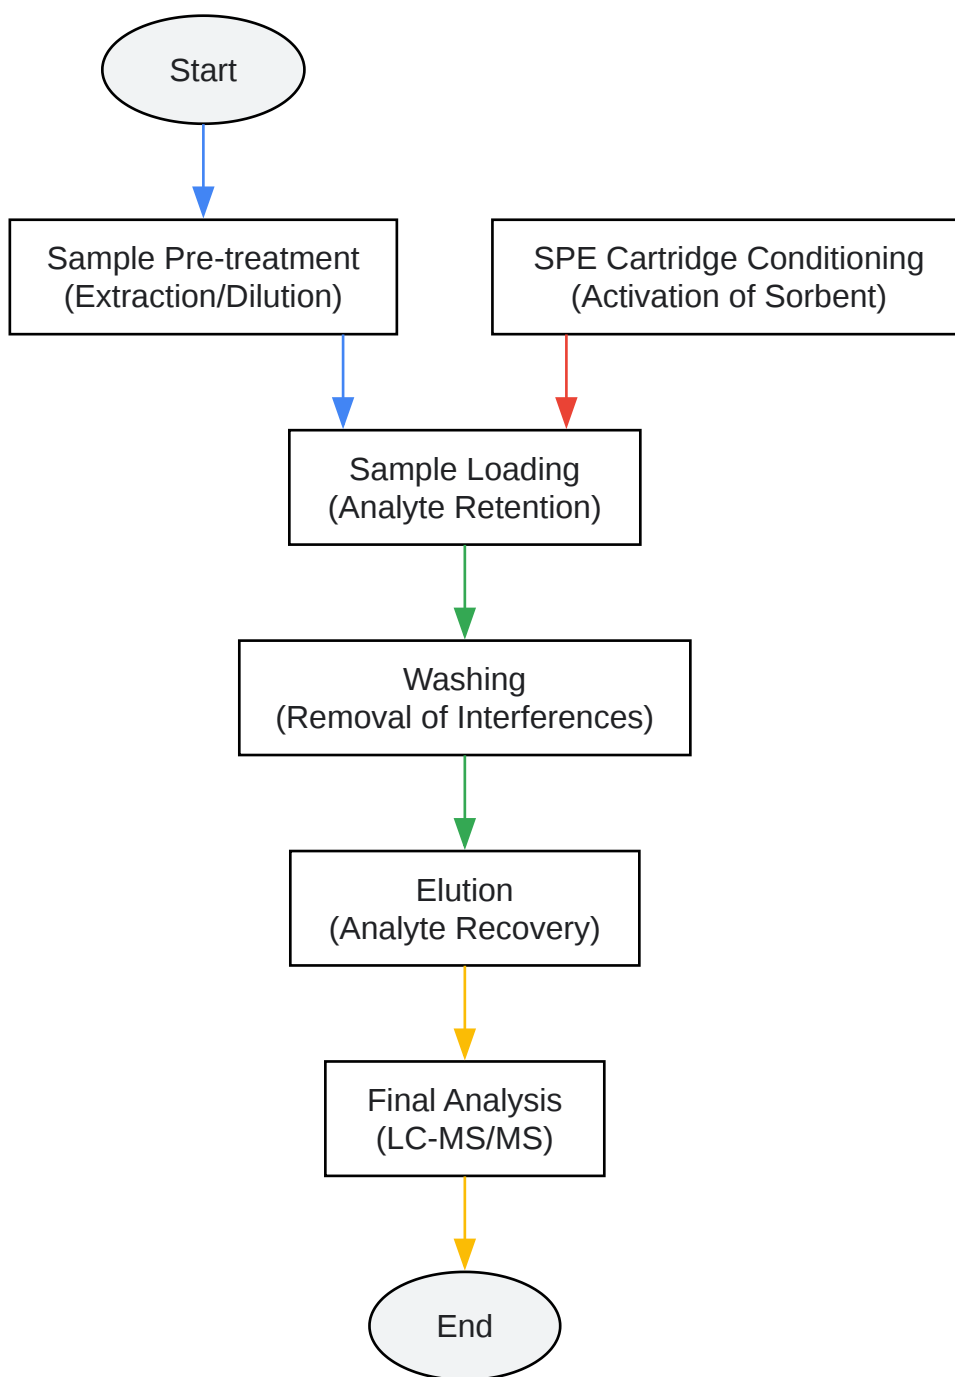 Start
Sample Pre-treatment
(Extraction/Dilution)
SPE Cartridge Conditioning
(Activation of Sorbent)
Sample Loading
(Analyte Retention)
Washing
(Removal of Interferences)
Elution
(Analyte Recovery)
Final Analysis
(LC-MS/MS)
End